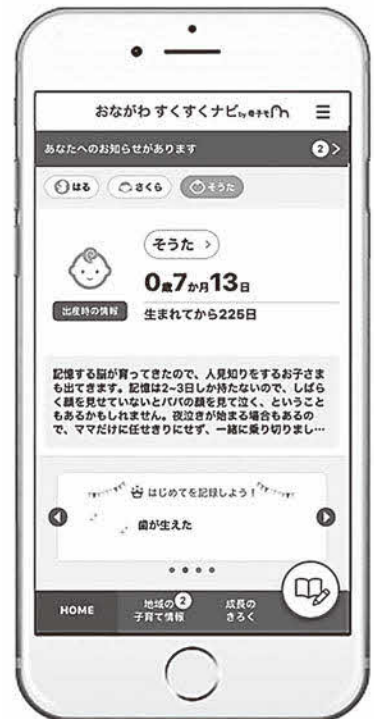 おながわ すくすくナビ by母子モ
あなたへのお知らせがあります 2
はる さくら そうた
そうた
0歳7か月13日
出産時の情報
生まれてから225日
記憶する脳が育ってきたので、人見知りをするお子さま
も出てきます。記憶は2~3日しか持たないので、しばら
く顔を見せていないとパパの顔を見て泣く、ということ
もあるかもしれません。夜泣きが始まる場合もあるの
で、ママだけに任せきりにせず、一緒に乗り切りまし…
はじめてを記録しよう!
歯が生えた
HOME
地域の 2
子育て情報
成長の
きろく